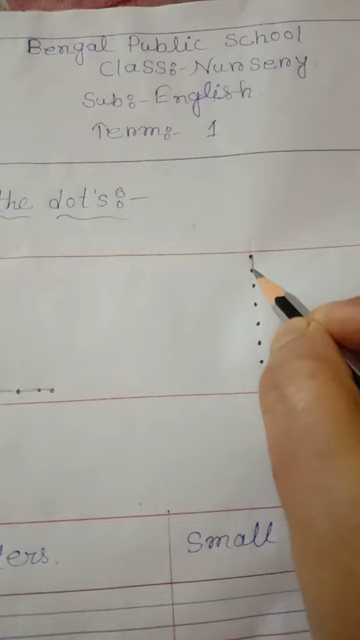 Bengal Public School
Class:- Nursery
Sub:- English
Term:- 1
the dot's :-
ers.
Small